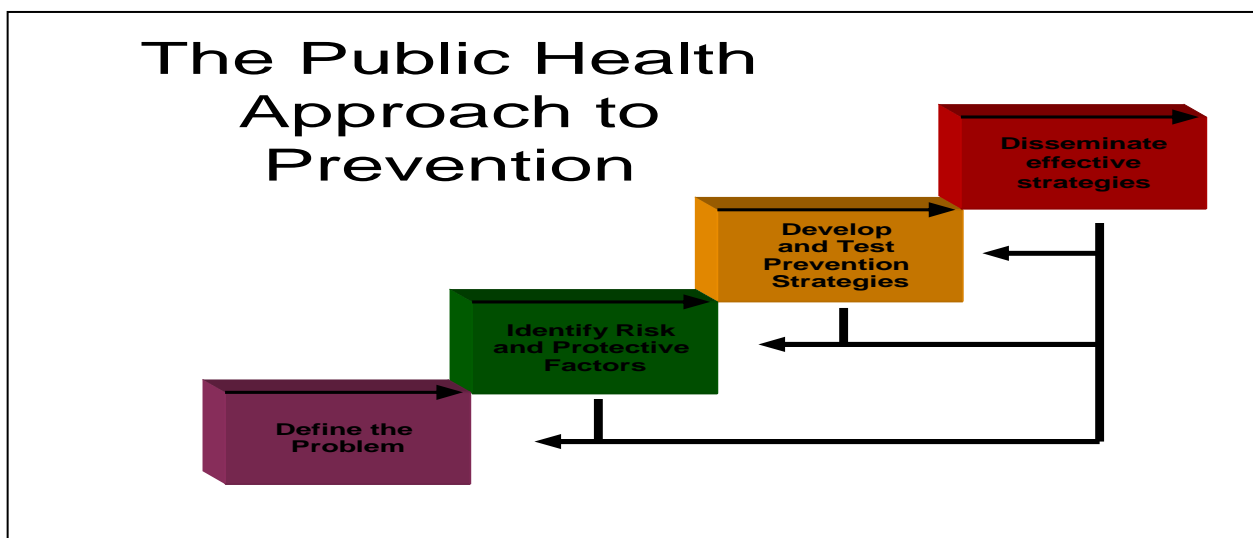 The Public Health
Approach to
Prevention
Disseminate
effective
strategies
Develop
and Test
Prevention
Strategies
Identify Risk
and Protective
Factors
Define the
Problem